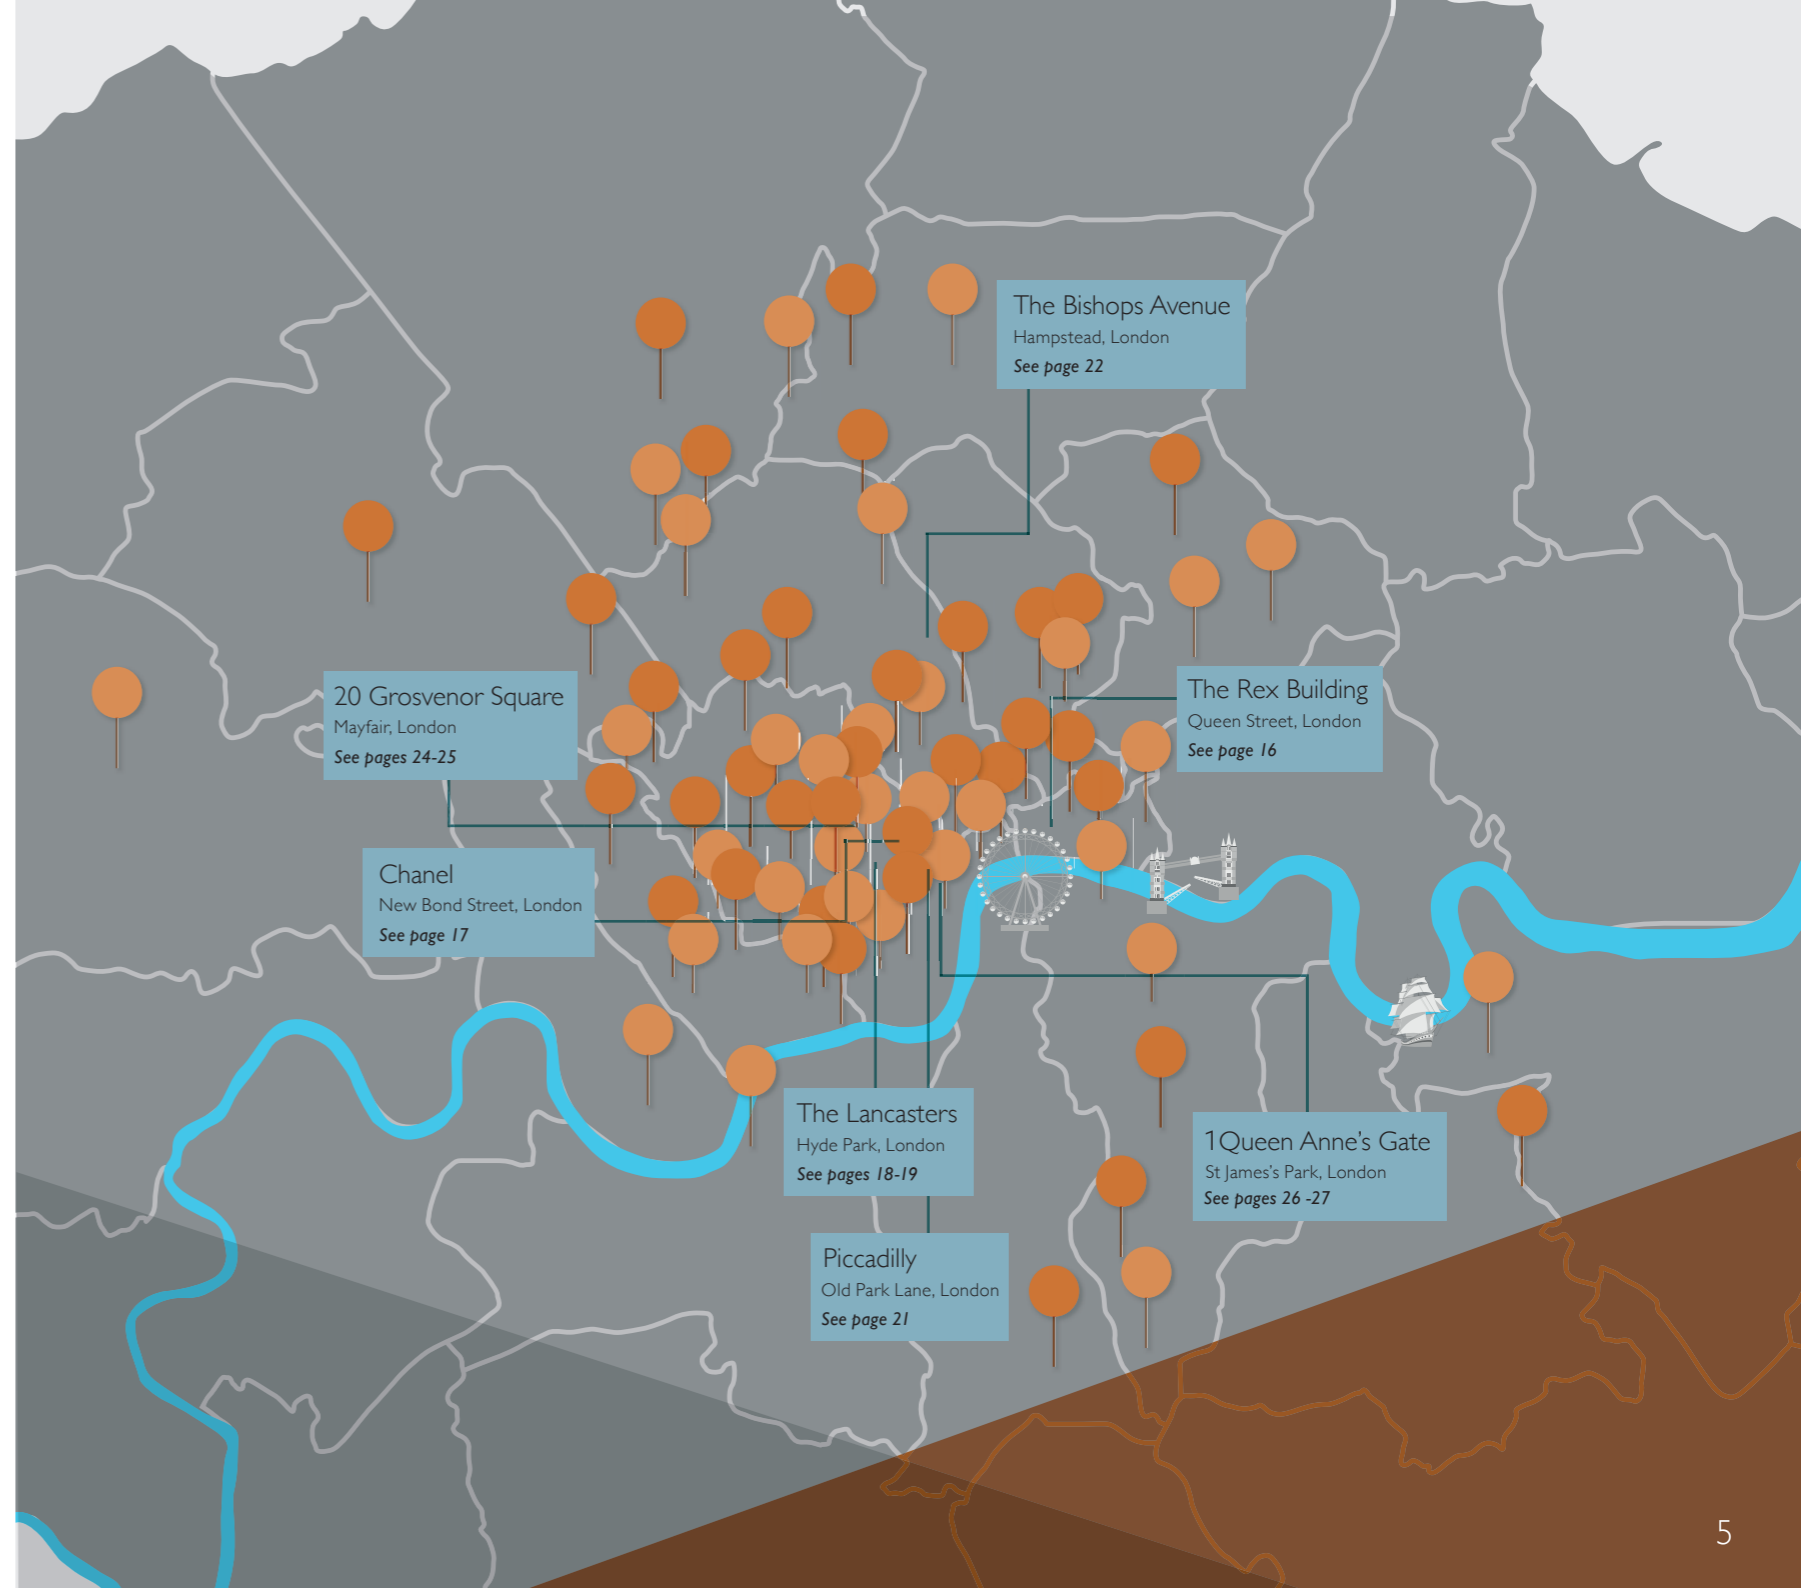 The Bishops Avenue
Hampstead, London
See page 22
20 Grosvenor Square
Mayfair, London
See pages 24-25
The Rex Building
Queen Street, London
See page 16
Chanel
New Bond Street, London
See page 17
The Lancasters
Hyde Park, London
See pages 18-19
1Queen Anne's Gate
St James's Park, London
See pages 26 -27
Piccadilly
Old Park Lane, London
See page 21
5